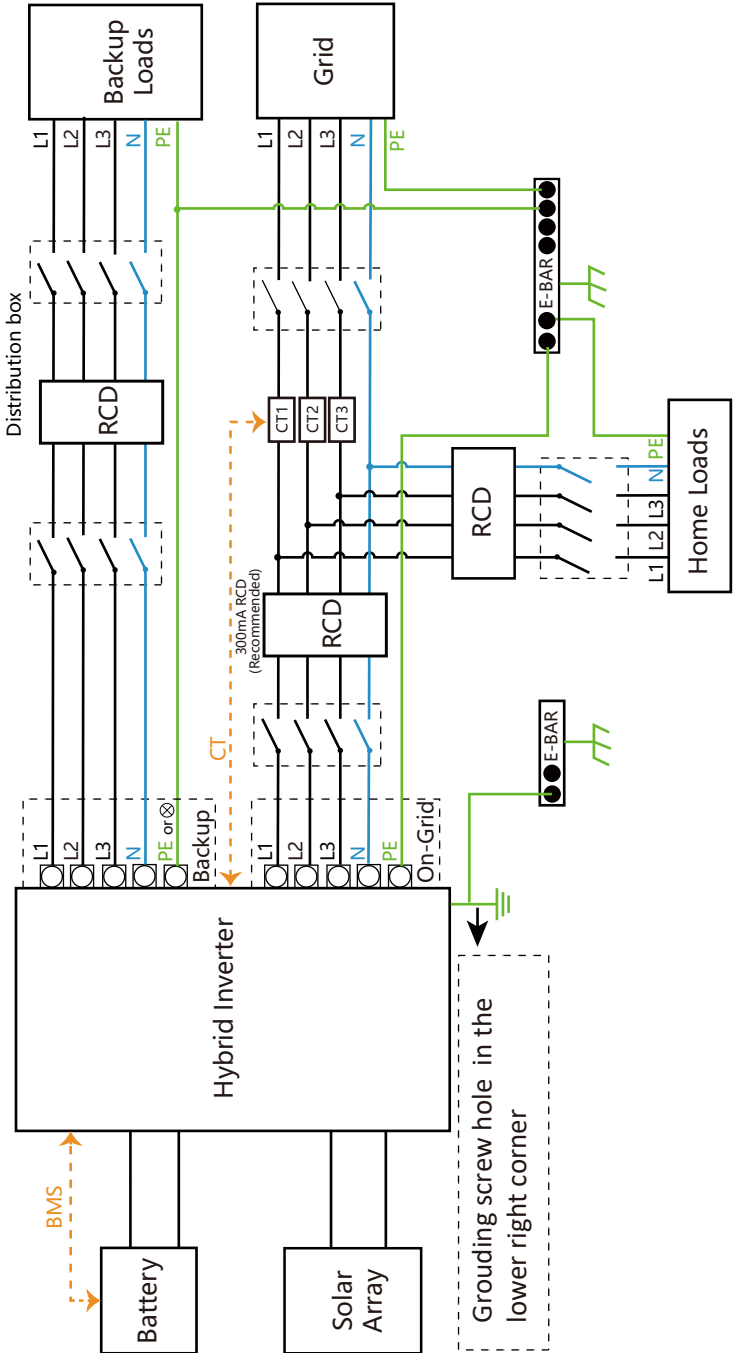 Distribution box
Backup
Loads
L1
L2
L3
N
PE
RCD
L1
L2
L3
N
PE or
Backup
Grid
L1
L2
L3
N
PE
CT1
CT2
CT3
CT
300mA RCD
(Recommended)
RCD
L1
L2
L3
N
PE
On-Grid
E-BAR
RCD
L1
L2
L3
N
PE
Home Loads
E-BAR
Hybrid Inverter
BMS
Battery
Solar
Array
Grouding screw hole in the
lower right corner